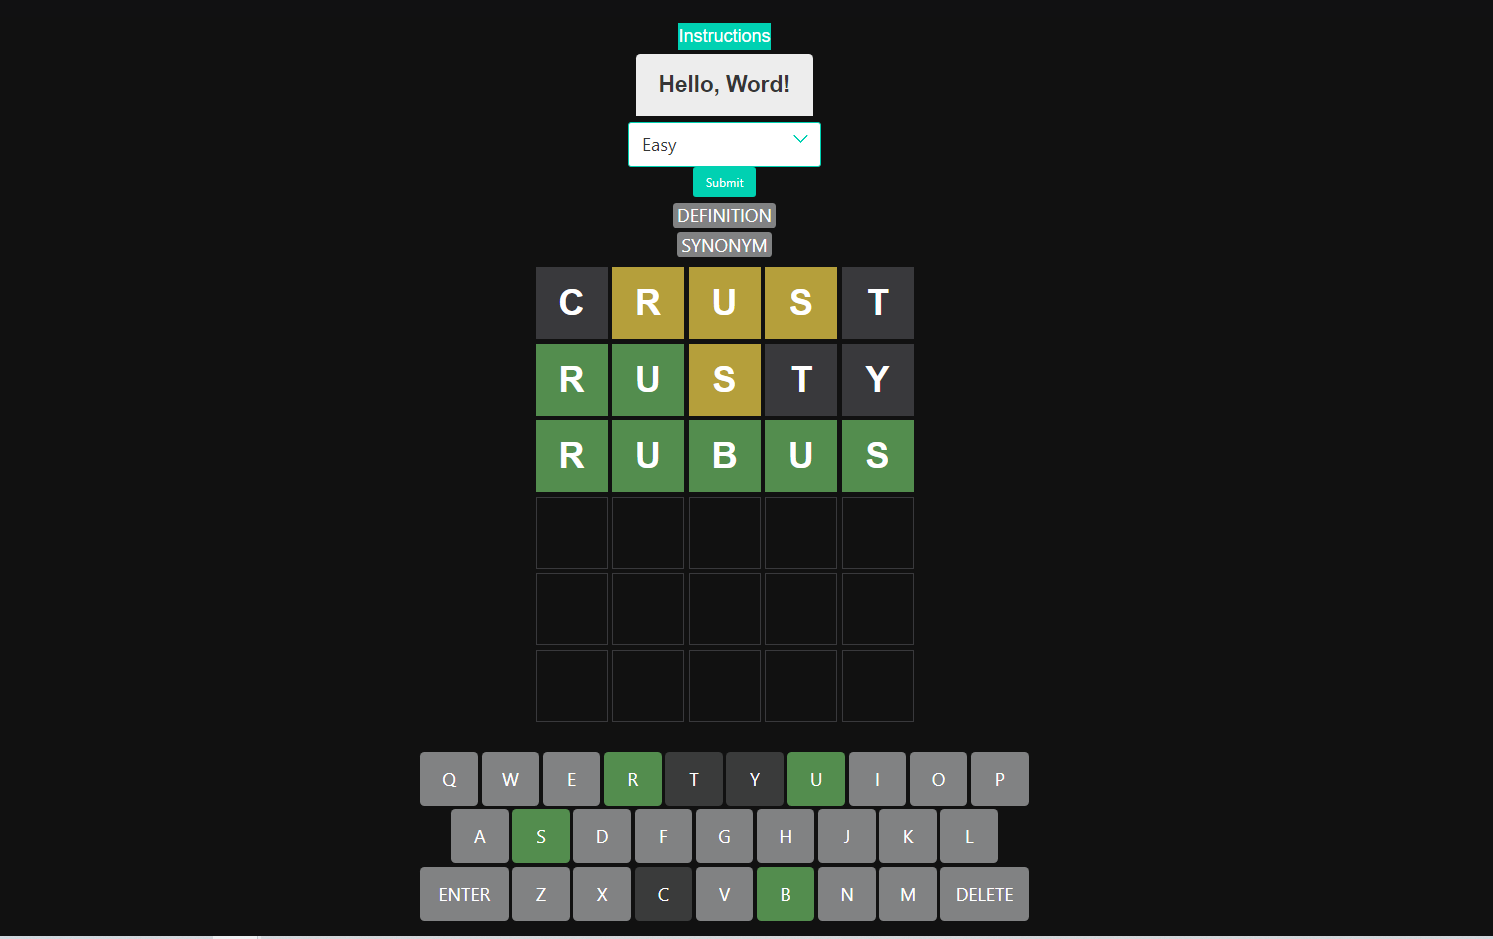 Instructions
Hello, Word!
Easy
Submit
DEFINITION
SYNONYM
C R U S T
R U S T Y
R U B U S
Q W E R T Y U I O P
A S D F G H J K L
ENTER Z X C V B N M DELETE